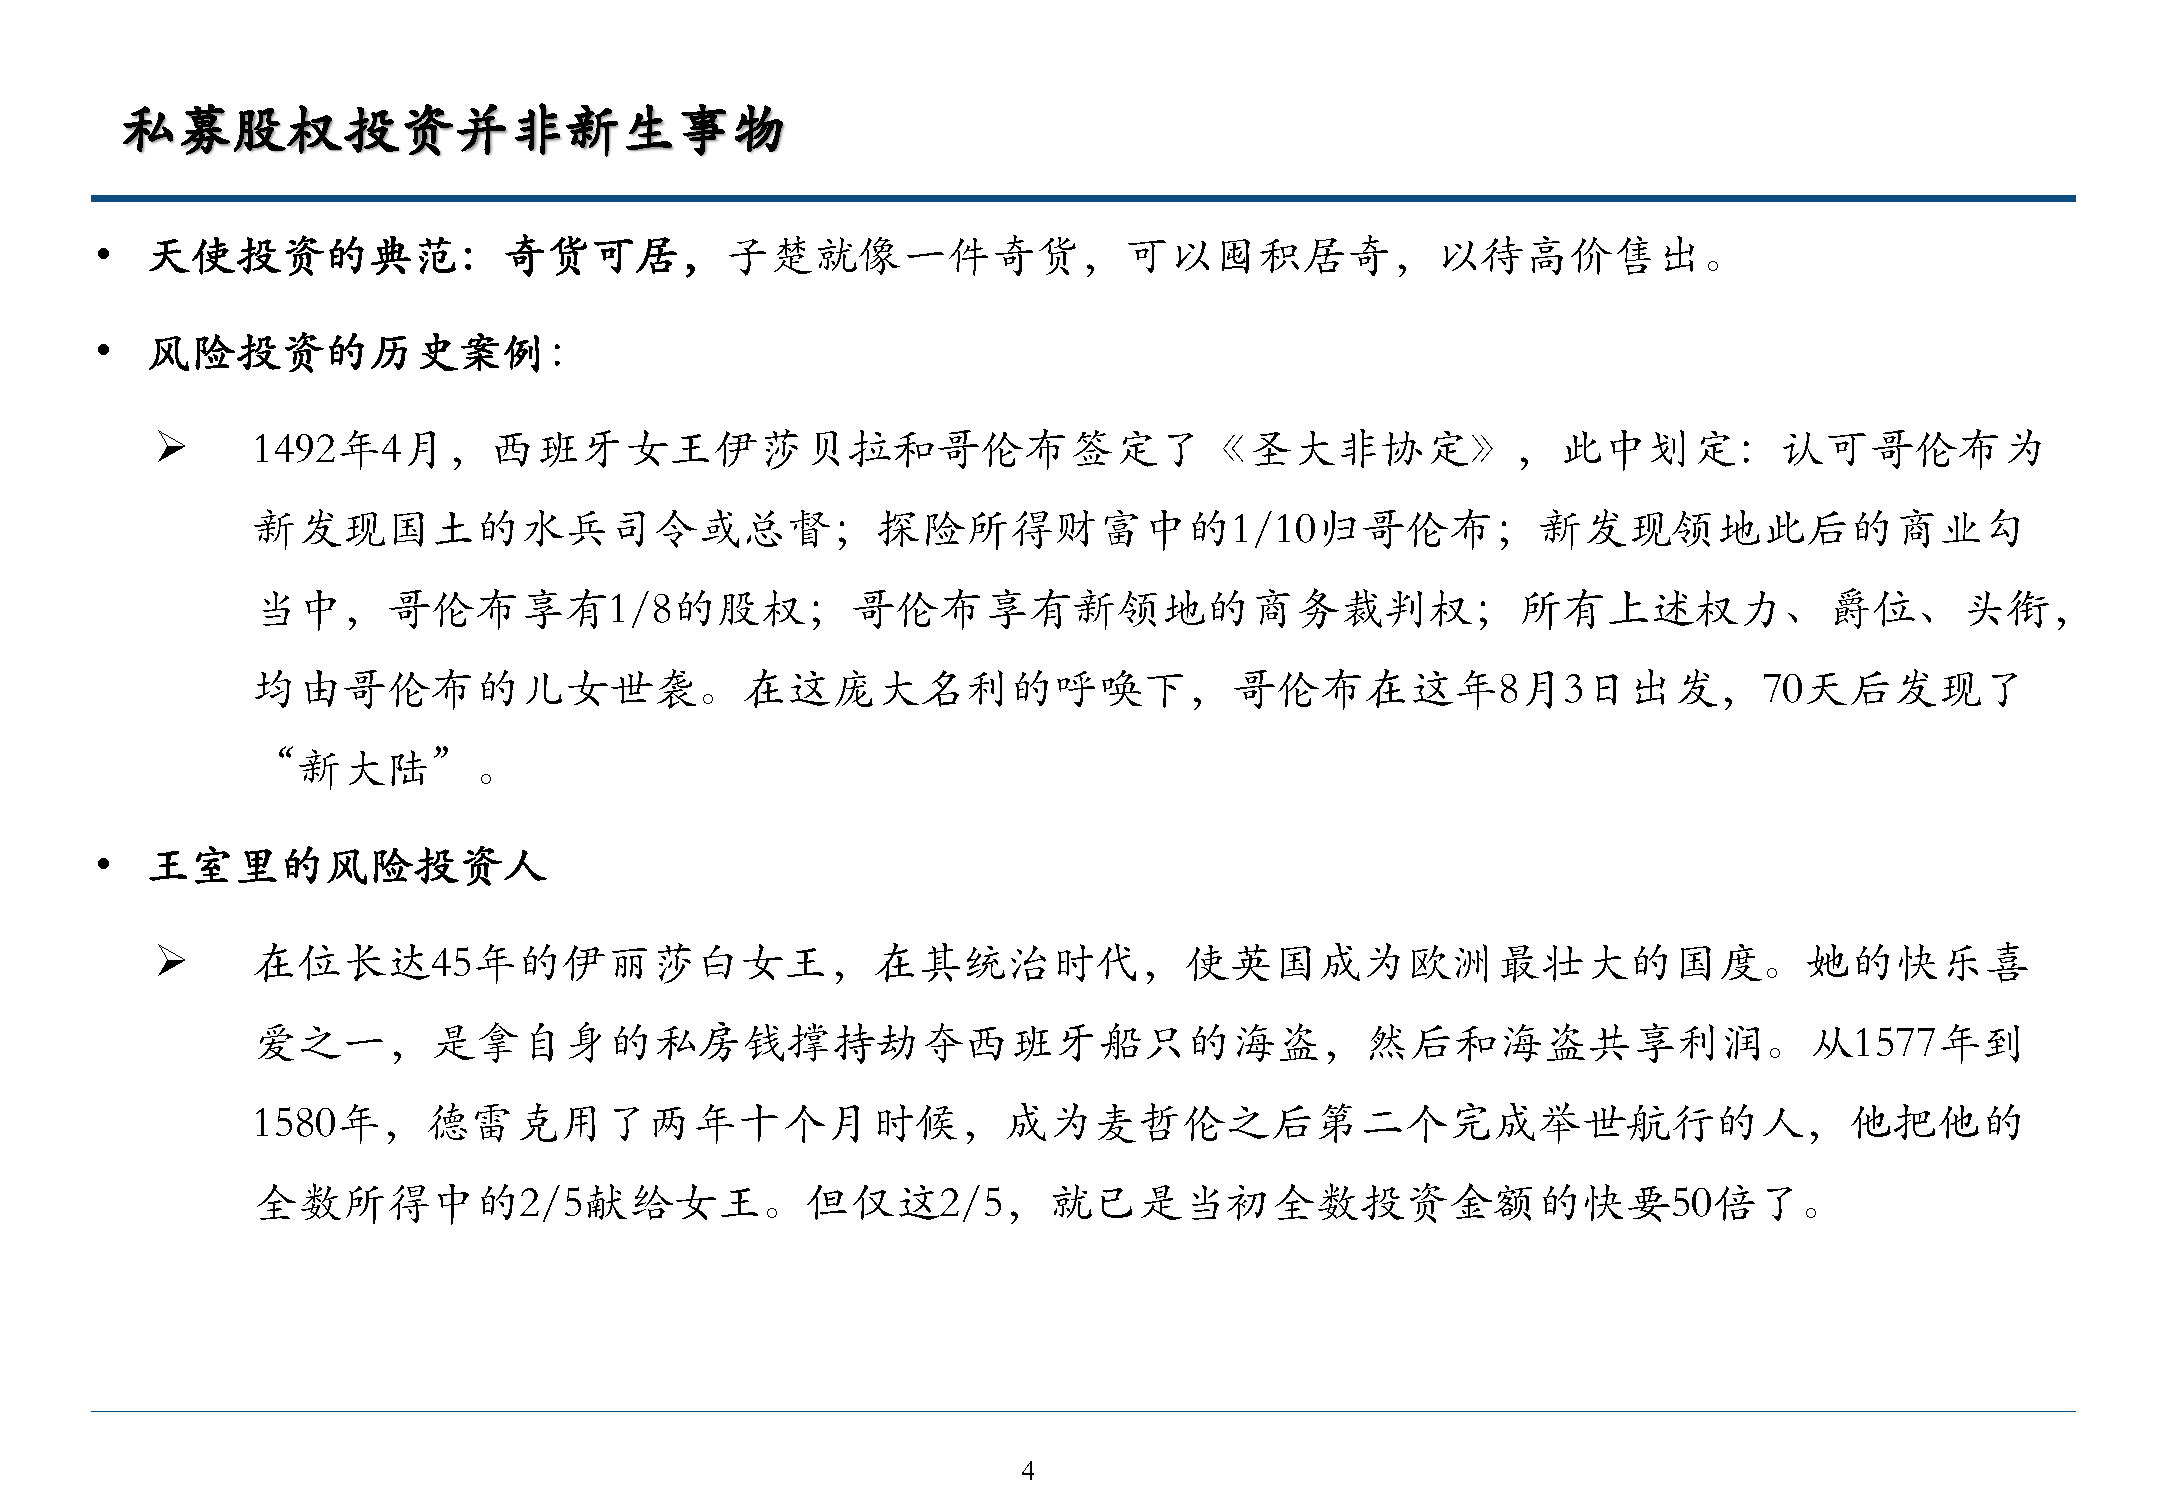 私募股权投资并非新生事物
• 天使投资的典范：奇货可居，子楚就像一件奇货，可以囤积居奇，以待高价售出。
• 风险投资的历史案例：
➢ 1492年4月，西班牙女王伊莎贝拉和哥伦布签定了《圣大非协定》，此中划定：认可哥伦布为
新发现国土的水兵司令或总督；探险所得财富中的1/10归哥伦布；新发现领地此后的商业勾
当中，哥伦布享有1/8的股权；哥伦布享有新领地的商务裁判权；所有上述权力、爵位、头衔，
均由哥伦布的儿女世袭。在这庞大名利的呼唤下，哥伦布在这年8月3日出发，70天后发现了
“新大陆”。
• 王室里的风险投资人
➢ 在位长达45年的伊丽莎白女王，在其统治时代，使英国成为欧洲最壮大的国度。她的快乐喜
爱之一，是拿自身的私房钱撑持劫夺西班牙船只的海盗，然后和海盗共享利润。从1577年到
1580年，德雷克用了两年十个月时候，成为麦哲伦之后第二个完成举世航行的人，他把他的
全数所得中的2/5献给女王。但仅这2/5，就已是当初全数投资金额的快要50倍了。
4